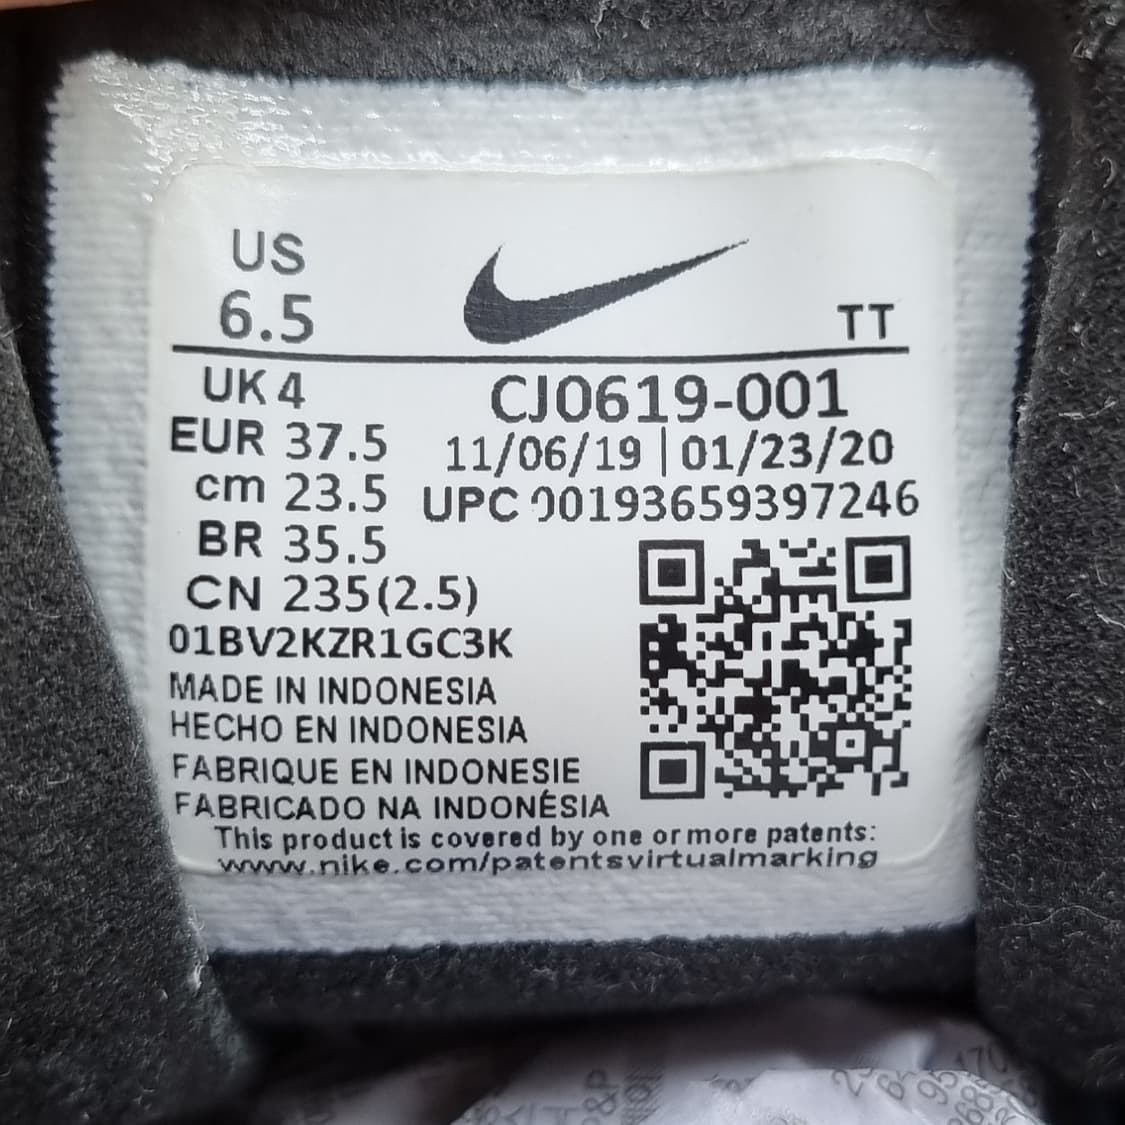 US
6.5
TT
UK 4
CJ0619-001
EUR 37.5
11/06/19 | 01/23/20
cm 23.5
UPC 00193659397246
BR 35.5
CN 235(2.5)
01BV2KZR1GC3K
MADE IN INDONESIA
HECHO EN INDONESIA
FABRIQUE EN INDONESIE
FABRICADO NA INDONÉSIA
This product is covered by one or more patents:
www.nike.com/patentsvirtualmarking